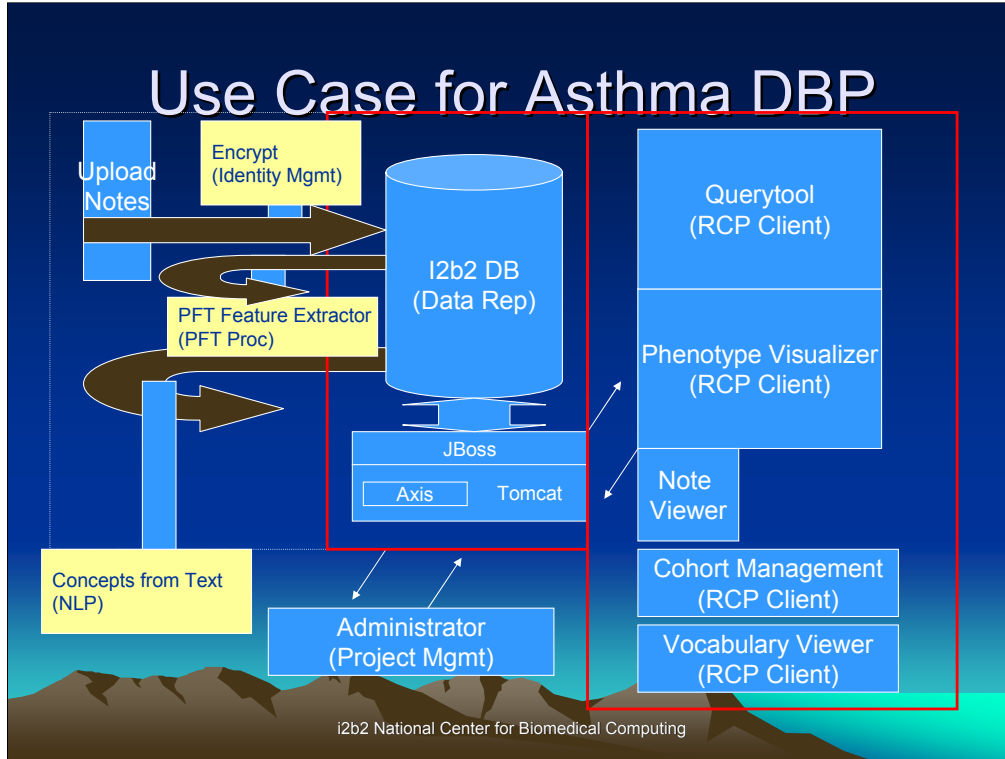 Use Case for Asthma DBP
Upload
Notes
Encrypt
(Identity Mgmt)
I2b2 DB
(Data Rep)
PFT Feature Extractor
(PFT Proc)
JBoss
Axis
Tomcat
Concepts from Text
(NLP)
Administrator
(Project Mgmt)
Querytool
(RCP Client)
Phenotype Visualizer
(RCP Client)
Note
Viewer
Cohort Management
(RCP Client)
Vocabulary Viewer
(RCP Client)
i2b2 National Center for Biomedical Computing